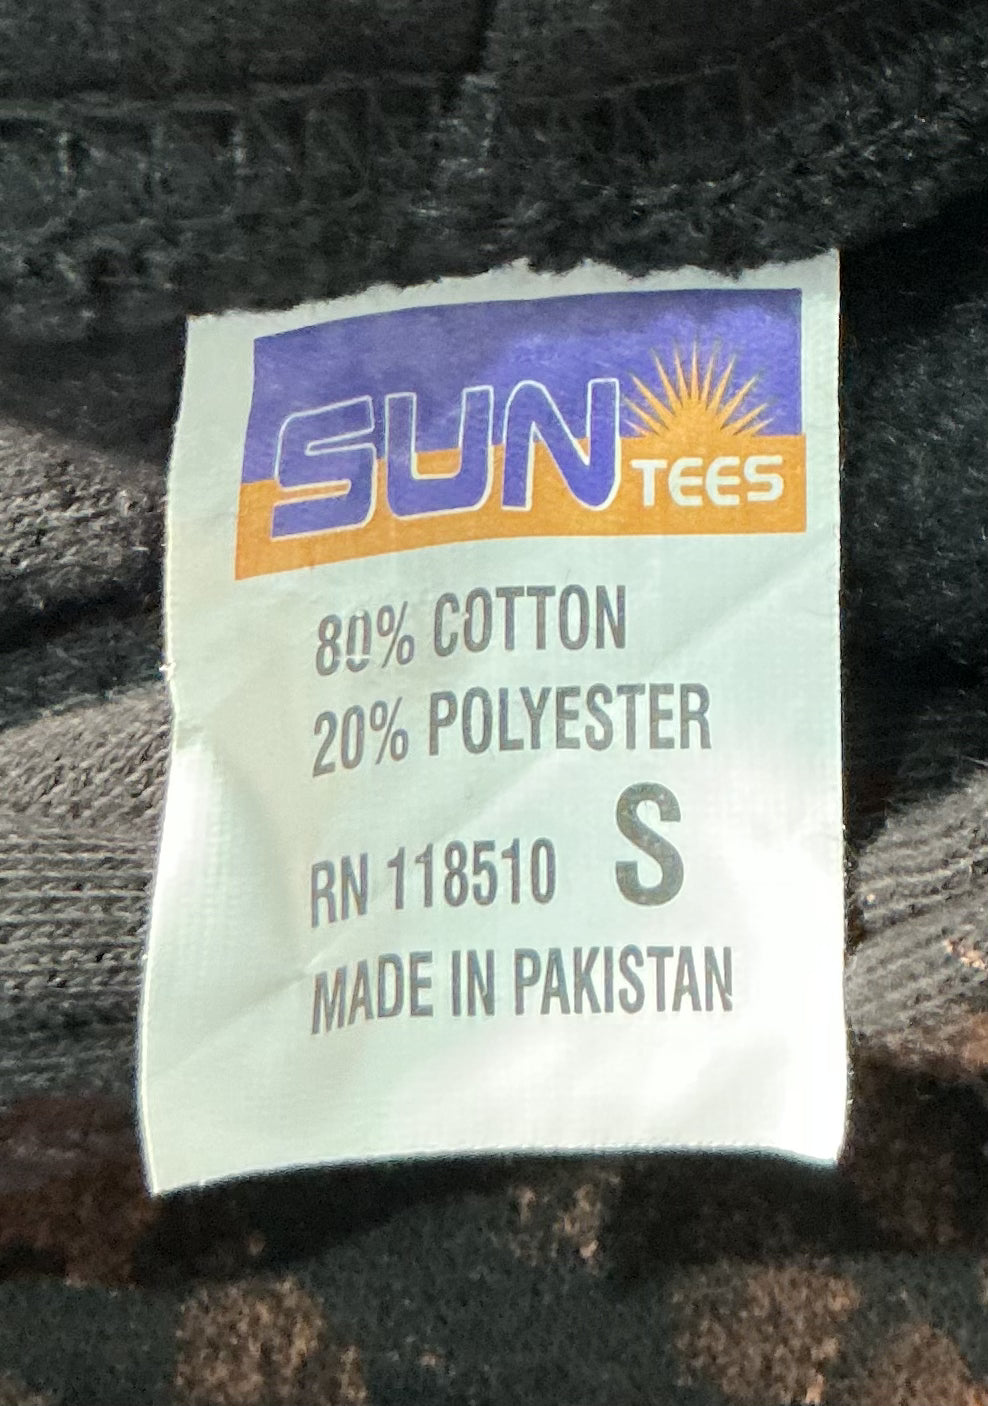 SUN TEES
80% COTTON
20% POLYESTER
RN 118510 S
MADE IN PAKISTAN